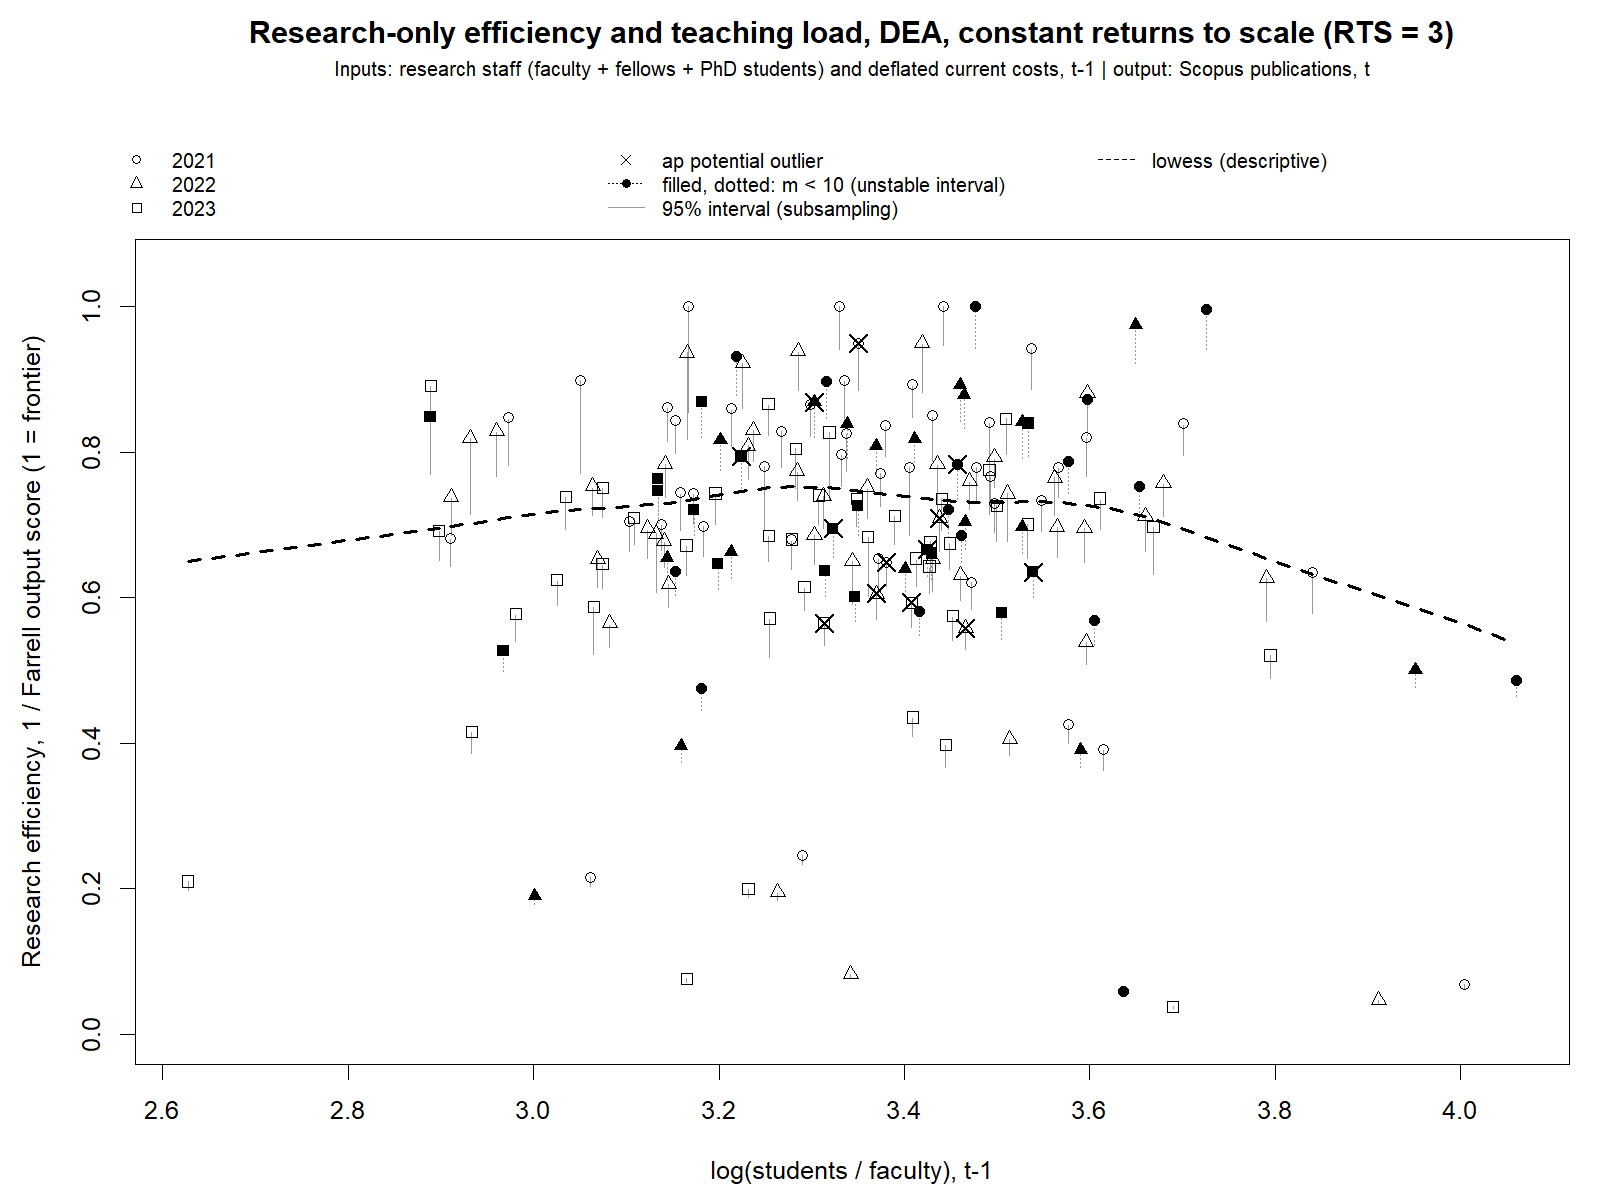 Research-only efficiency and teaching load, DEA, constant returns to scale (RTS = 3)
Inputs: research staff (faculty + fellows + PhD students) and deflated current costs, t-1 | output: Scopus publications, t
2021
2022
2023
ap potential outlier
filled, dotted: m < 10 (unstable interval)
95% interval (subsampling)
lowess (descriptive)
Research efficiency, 1 / Farrell output score (1 = frontier)
1.0
0.8
0.6
0.4
0.2
0.0
2.6 2.8 3.0 3.2 3.4 3.6 3.8 4.0
log(students / faculty), t-1